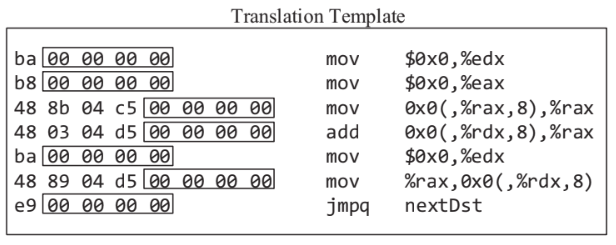 Translation Template
ba 00 00 00 00 mov $0x0,%edx
b8 00 00 00 00 mov $0x0,%eax
48 8b 04 c5 00 00 00 00 mov 0x0(,%rax,8),%rax
48 03 04 d5 00 00 00 00 add 0x0(,%rdx,8),%rax
ba 00 00 00 00 mov $0x0,%edx
48 89 04 d5 00 00 00 00 mov %rax,0x0(,%rdx,8)
e9 00 00 00 00 jmpq nextDst